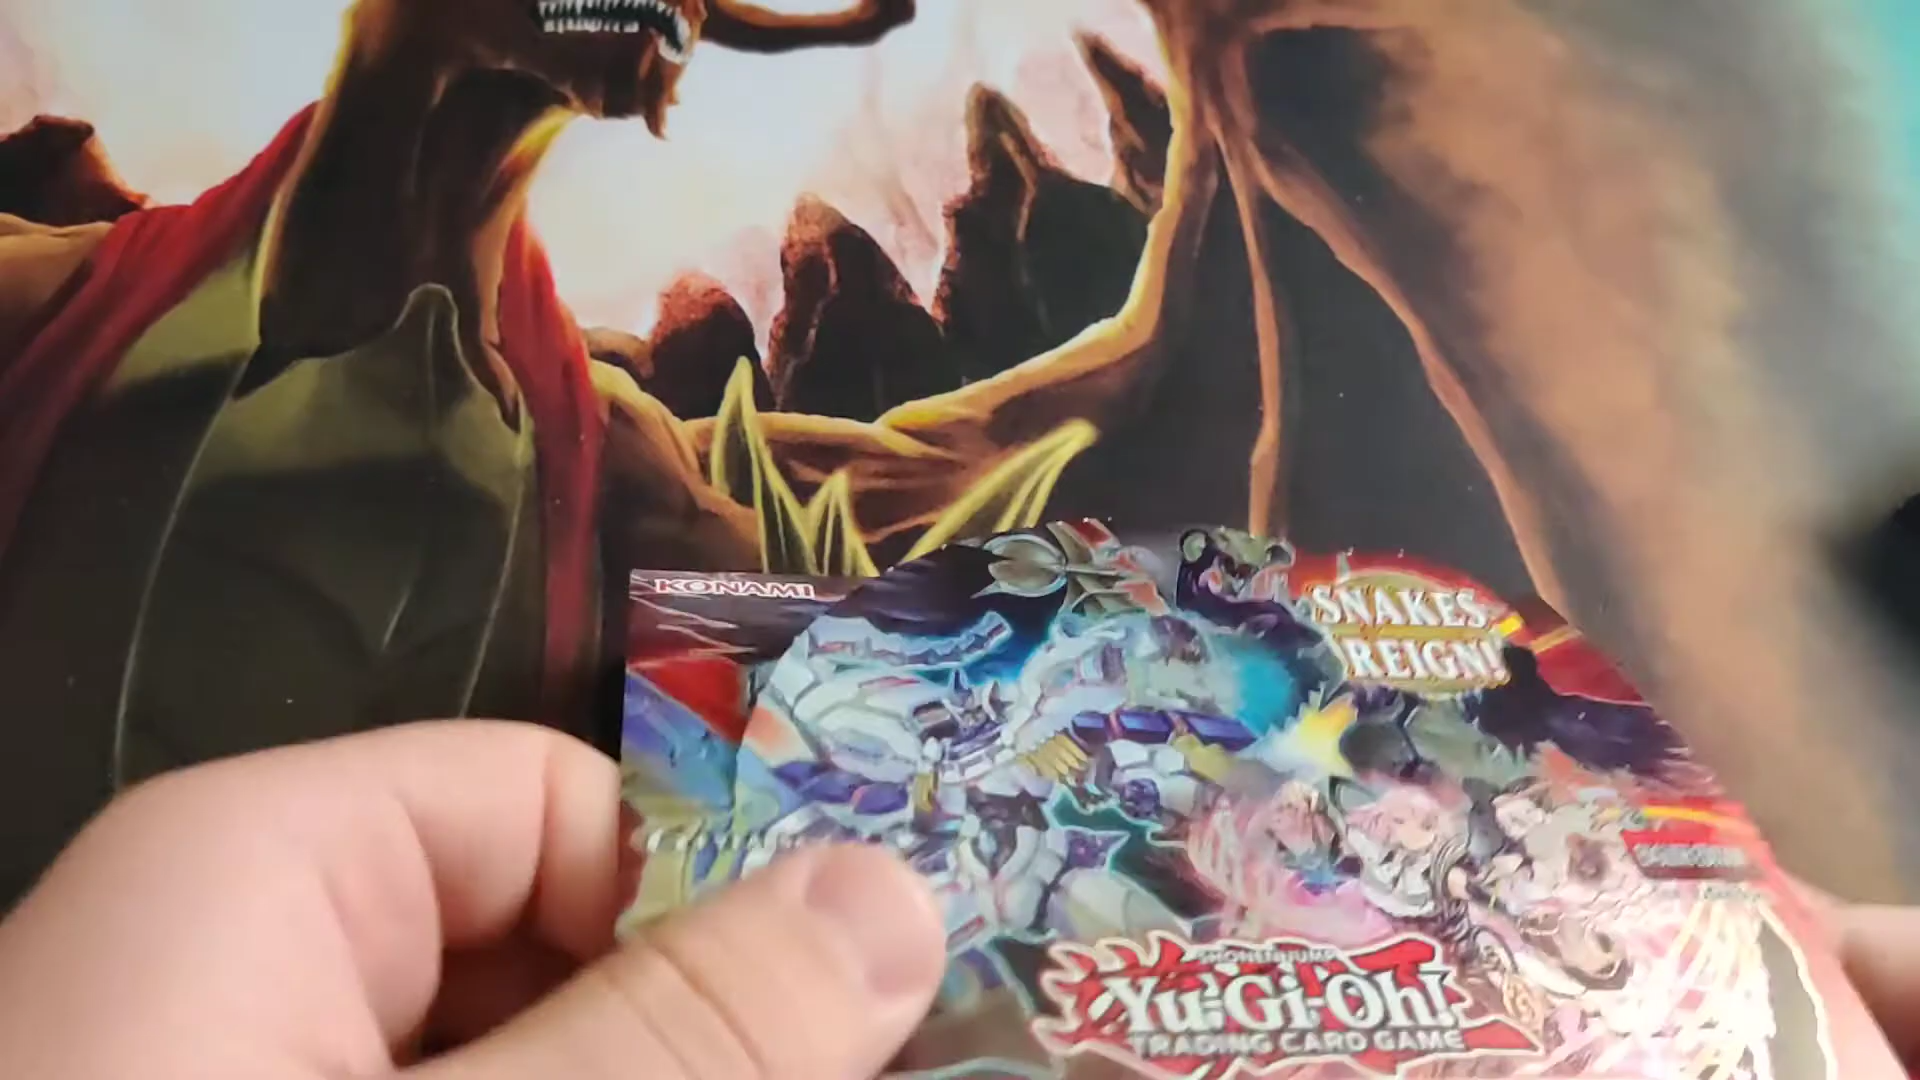 KONAMI
SNAKES
REIGN!
SHONEN JUMP
Yu-Gi-Oh!
TRADING CARD GAME